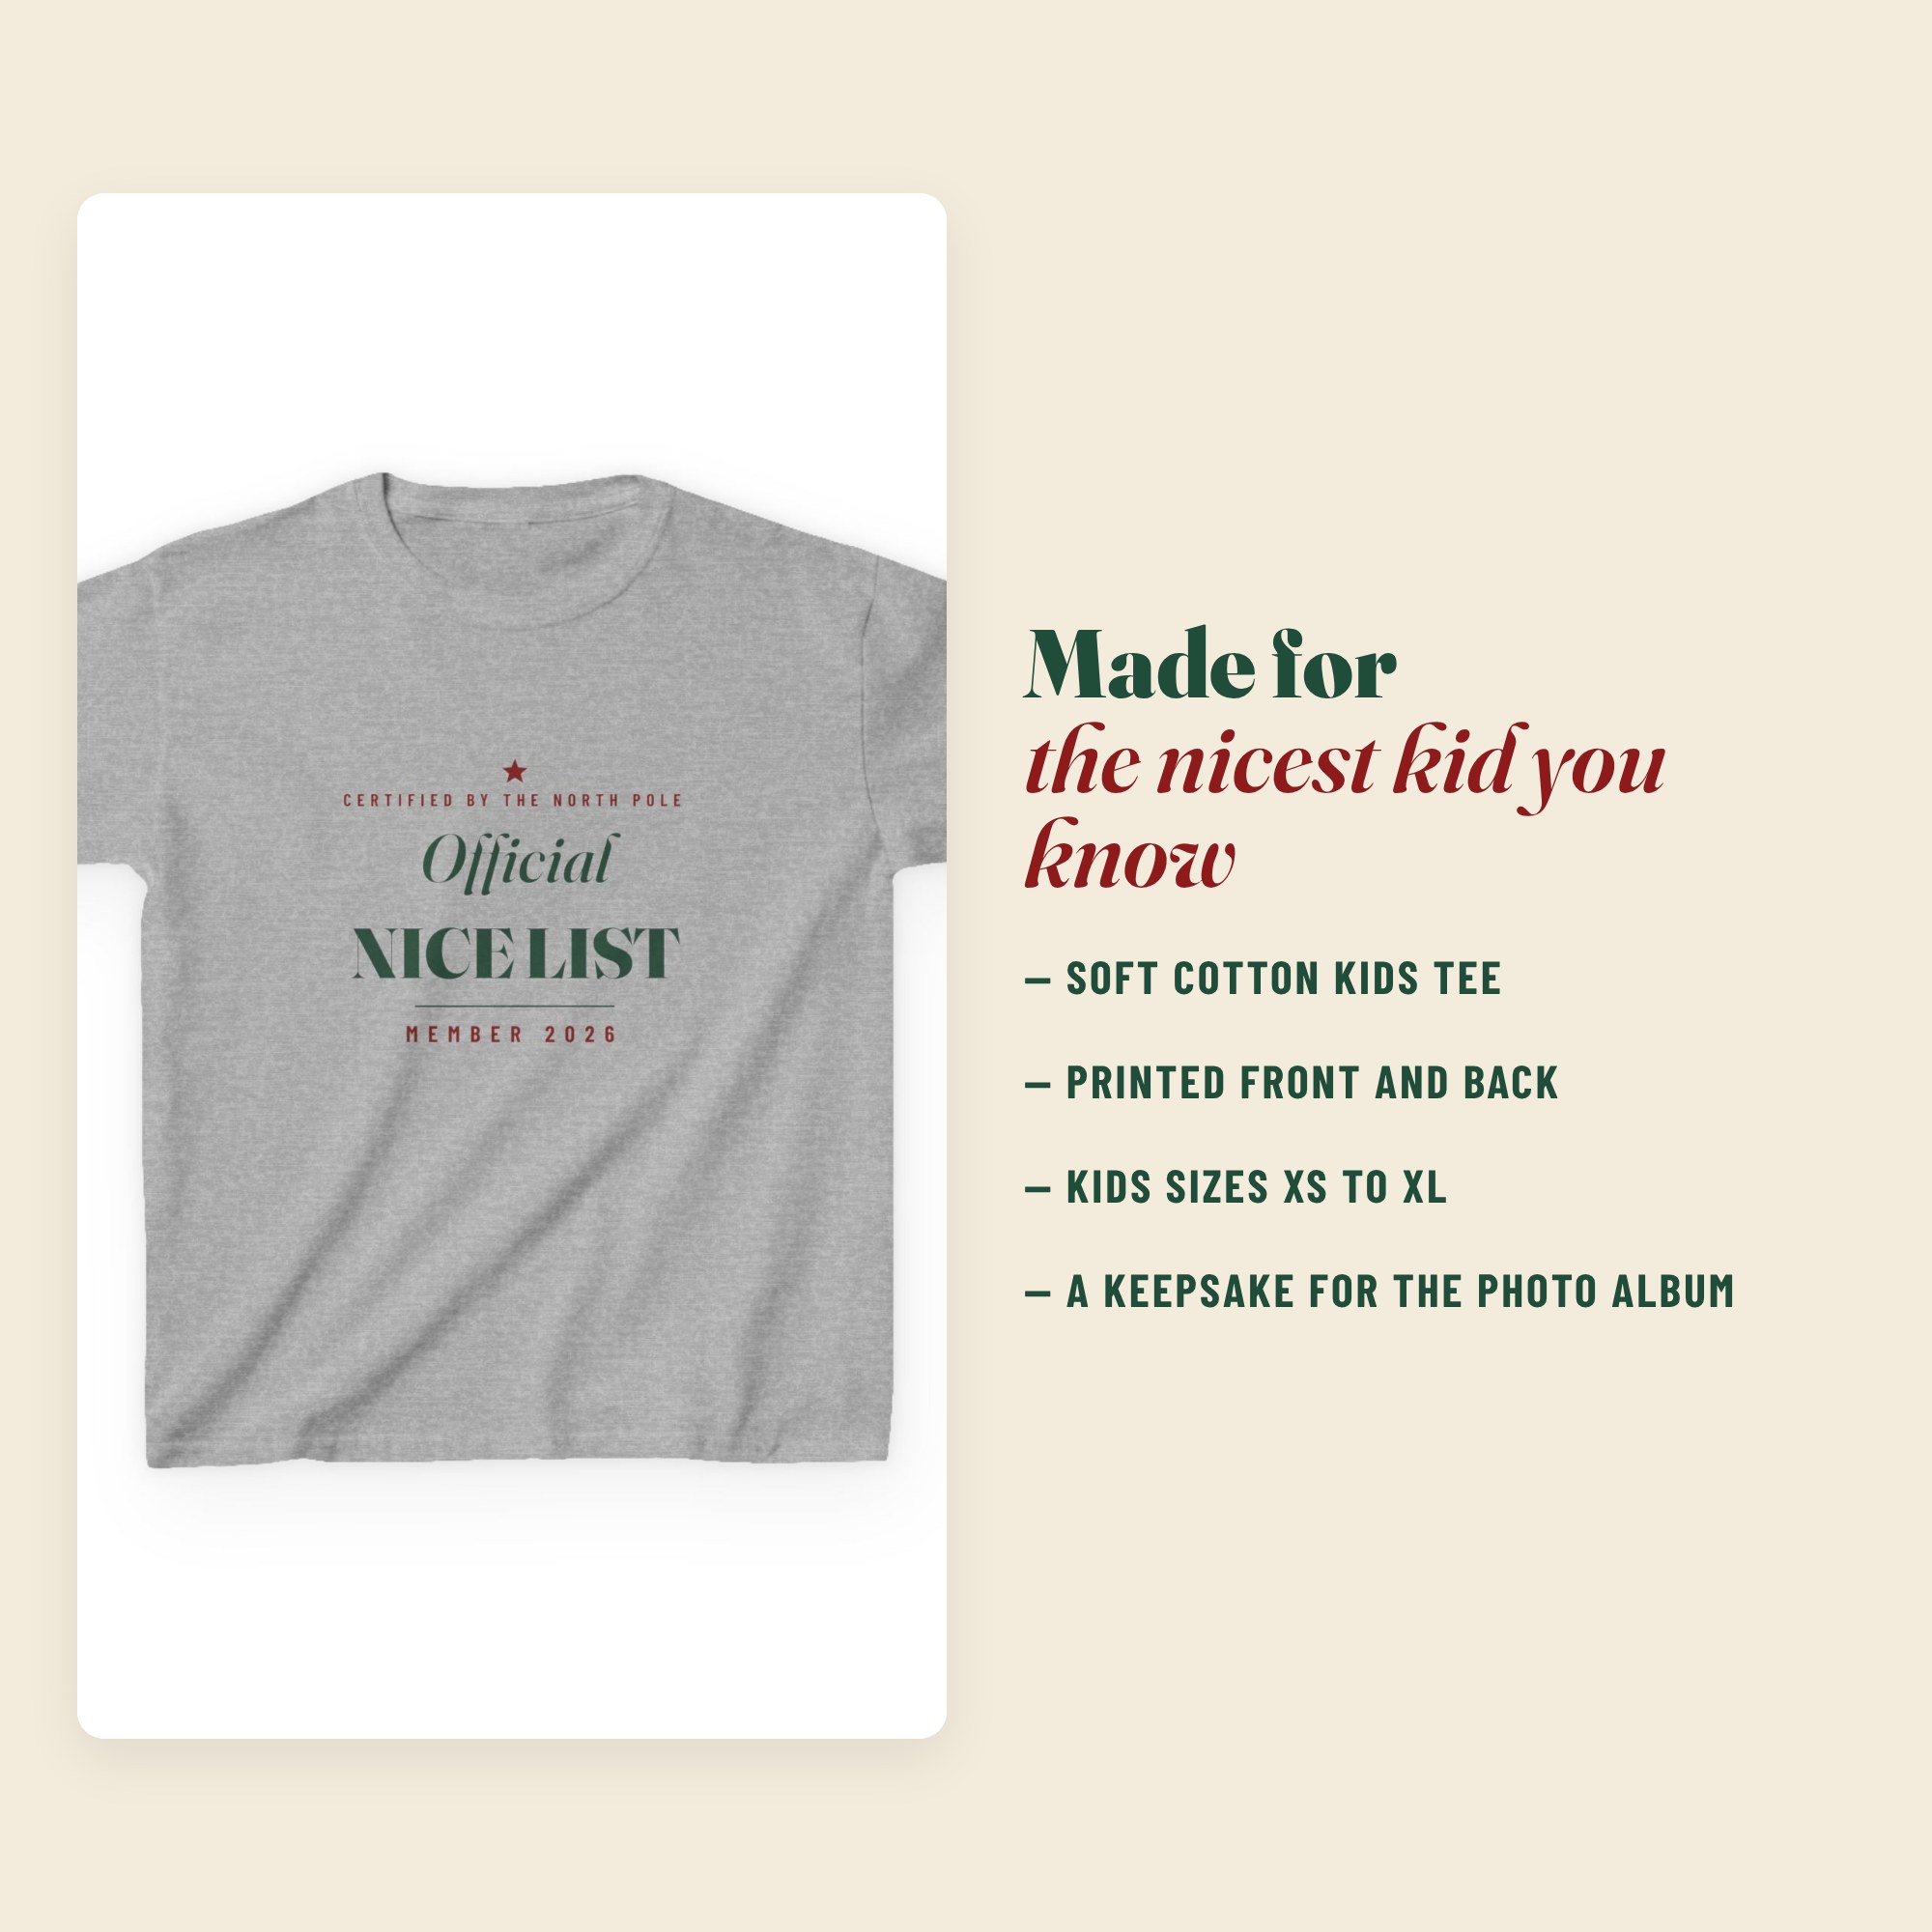 CERTIFIED BY THE NORTH POLE
Official
NICE LIST
MEMBER 2026
Made for
the nicest kid you
know
– SOFT COTTON KIDS TEE
– PRINTED FRONT AND BACK
– KIDS SIZES XS TO XL
– A KEEPSAKE FOR THE PHOTO ALBUM